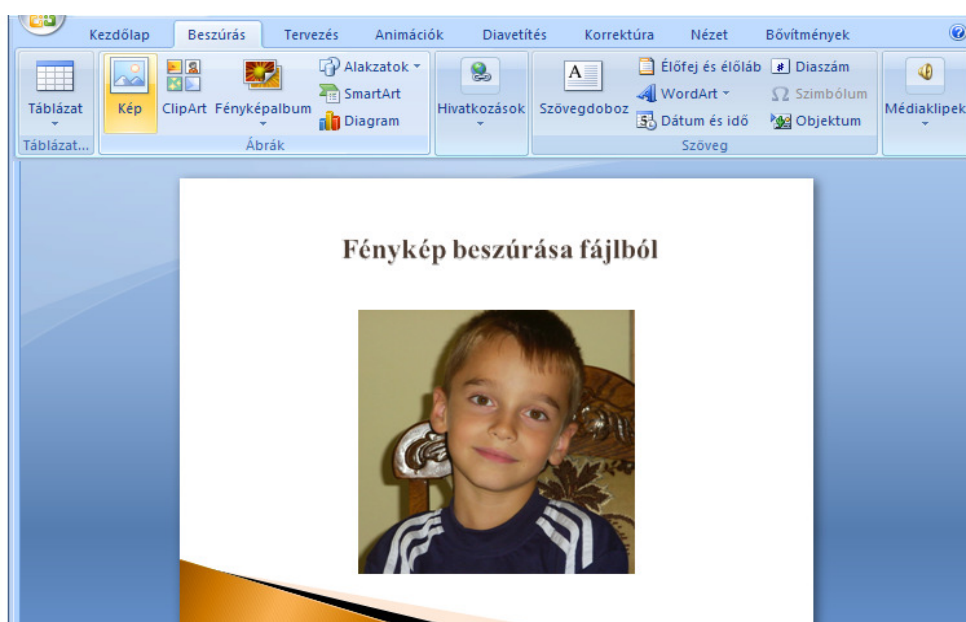 Kezdőlap Beszúrás Tervezés Animációk Diavetítés Korrektúra Nézet Bővítmények
Táblázat
Kép
ClipArt
Fényképalbum
Alakzatok
SmartArt
Diagram
Hivatkozások
Szövegdoboz
Élőfej és élőláb
WordArt
Dátum és idő
Diaszám
Szimbólum
Objektum
Médiaklipek
Táblázat...
Ábrák
Szöveg
Fénykép beszúrása fájlból